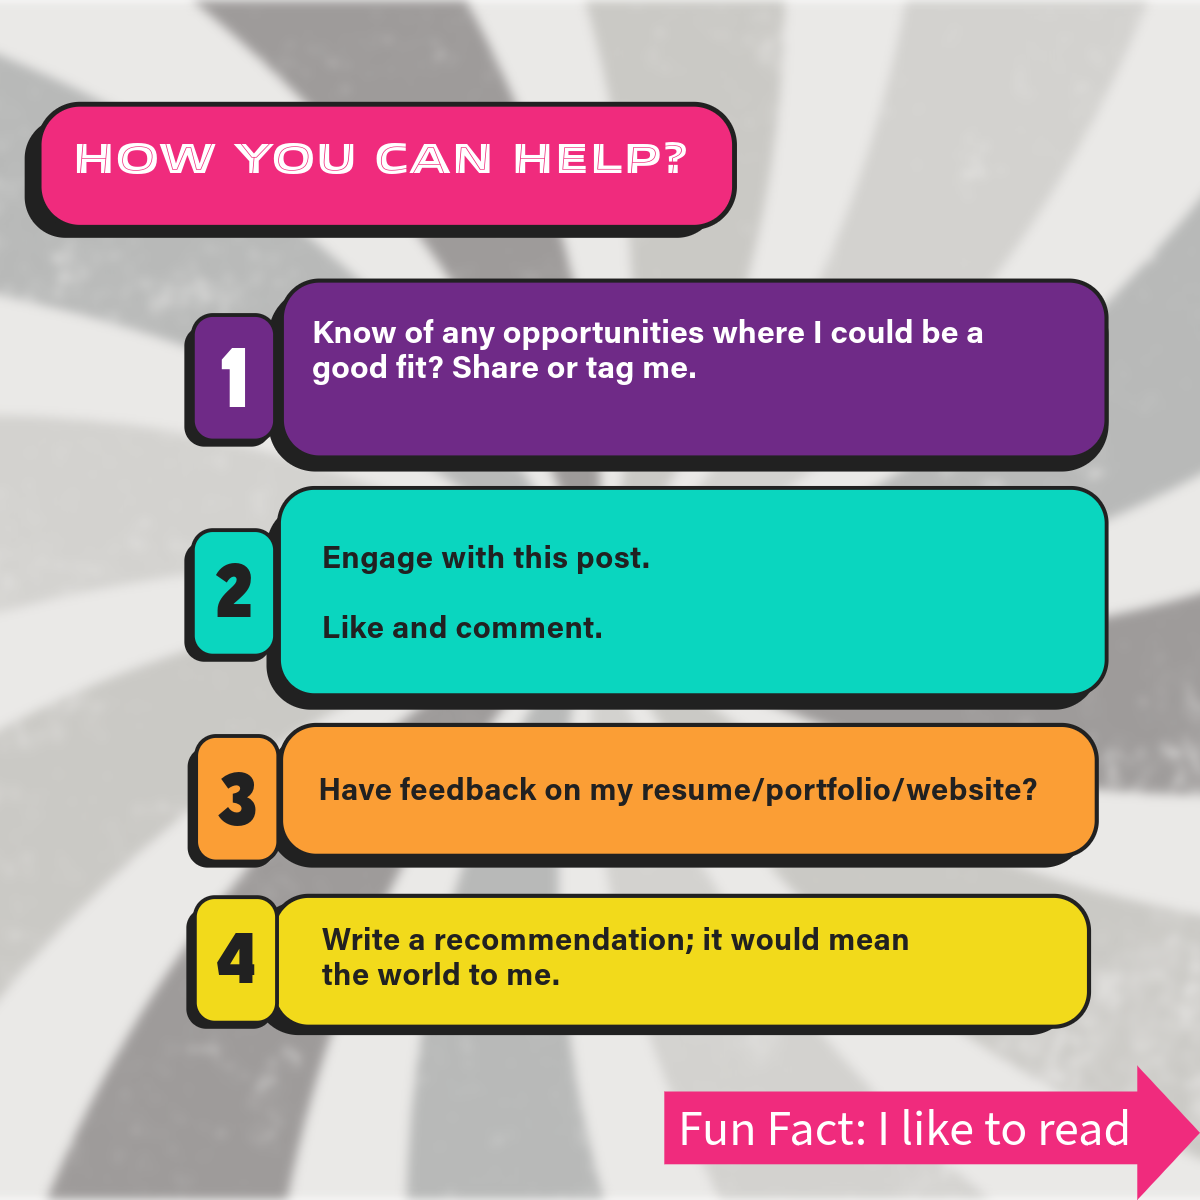 HOW YOU CAN HELP?
1
Know of any opportunities where I could be a
good fit? Share or tag me.
2
Engage with this post.
Like and comment.
3
Have feedback on my resume/portfolio/website?
4
Write a recommendation; it would mean
the world to me.
Fun Fact: I like to read